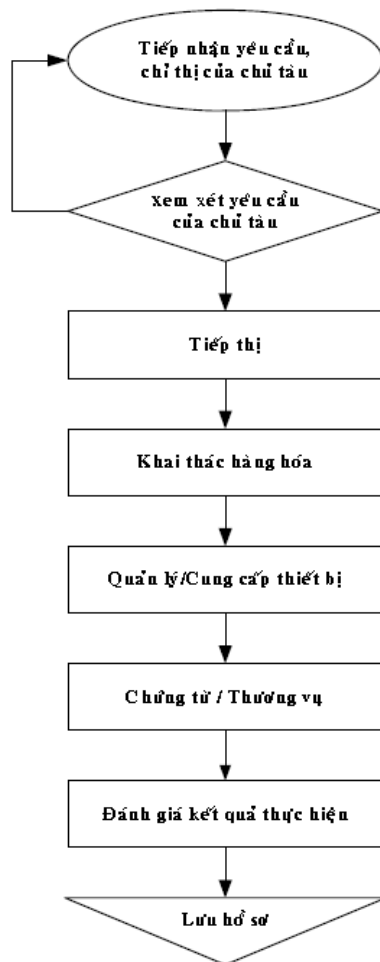 Tiếp nhận yêu cầu,
chỉ thị của chủ tàu
Xem xét yêu cầu
của chủ tàu
Tiếp thị
Khai thác hàng hóa
Quản lý/Cung cấp thiết bị
Chứng từ / Thương vụ
Đánh giá kết quả thực hiện
Lưu hồ sơ